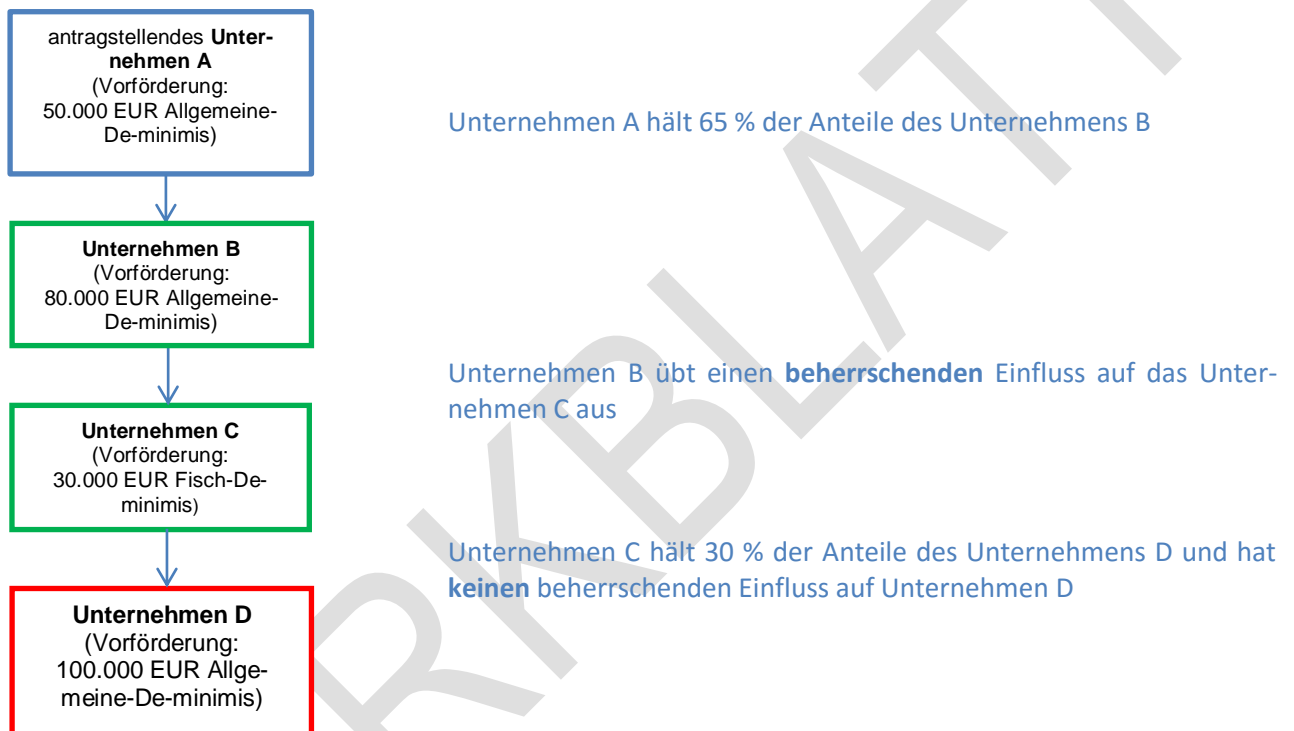 antragstellendes Unter-
nehmen A
(Vorförderung:
50.000 EUR Allgemeine-
De-minimis)
Unternehmen A hält 65 % der Anteile des Unternehmens B
Unternehmen B
(Vorförderung:
80.000 EUR Allgemeine-
De-minimis)
Unternehmen B übt einen beherrschenden Einfluss auf das Unter-
nehmen C aus
Unternehmen C
(Vorförderung:
30.000 EUR Fisch-De-
minimis)
Unternehmen C hält 30 % der Anteile des Unternehmens D und hat
keinen beherrschenden Einfluss auf Unternehmen D
Unternehmen D
(Vorförderung:
100.000 EUR Allge-
meine-De-minimis)
RKBLATT